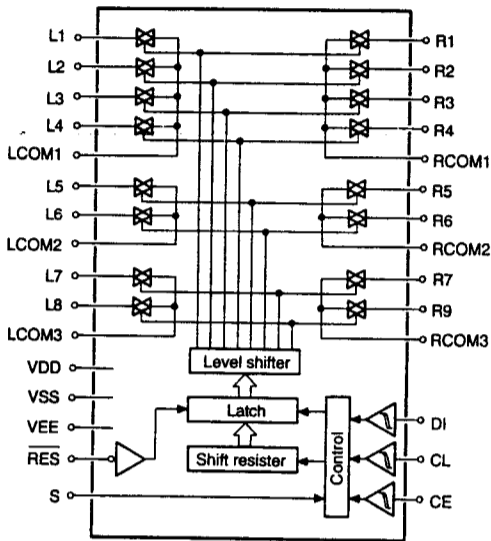 L1
L2
L3
L4
LCOM1
L5
L6
LCOM2
L7
L8
LCOM3
VDD
VSS
VEE
RES
S
R1
R2
R3
R4
RCOM1
R5
R6
RCOM2
R7
R9
RCOM3
DI
CL
CE
Level shifter
Latch
Shift resister
Control